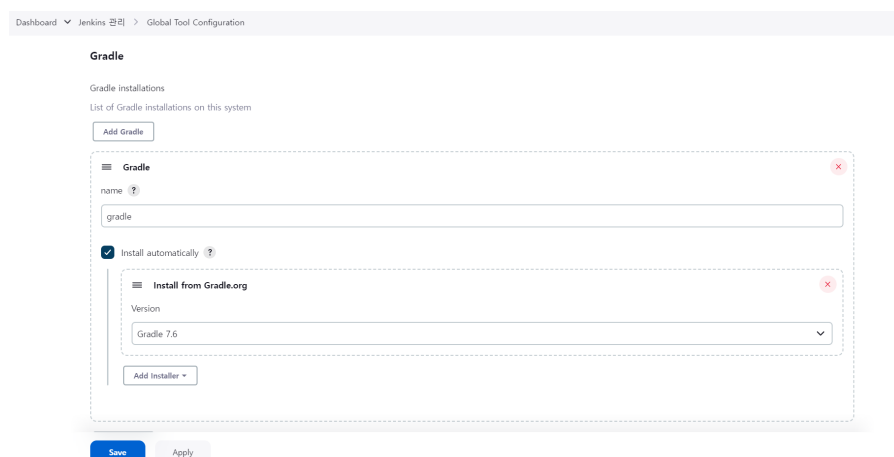 Dashboard Jenkins 관리 > Global Tool Configuration
Gradle
Gradle installations
List of Gradle installations on this system
Add Gradle
Gradle
name ?
gradle
Install automatically ?
Install from Gradle.org
Version
Gradle 7.6
Add Installer
Save Apply